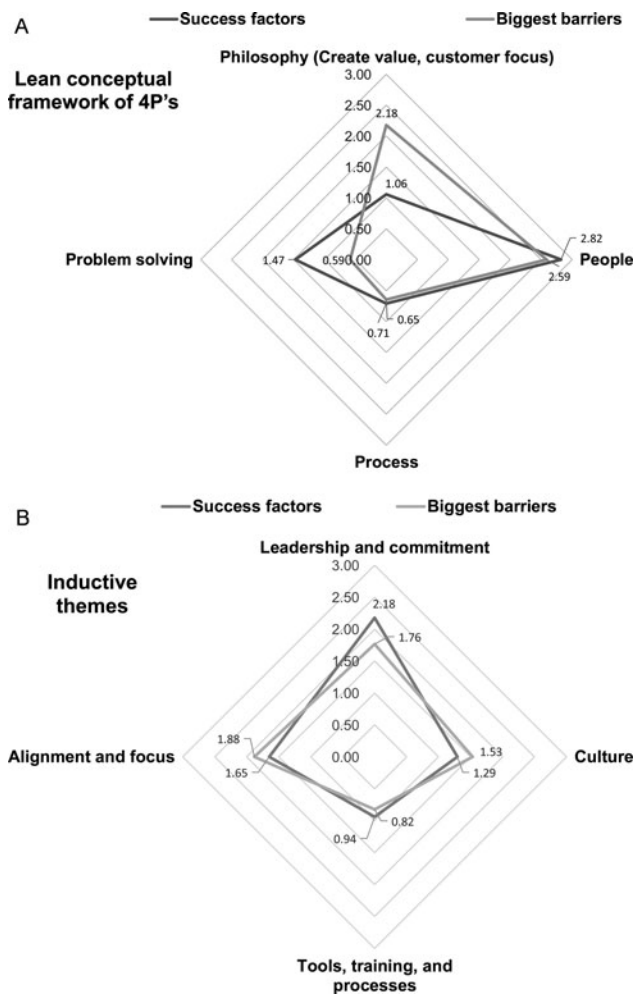 A
Success factors
Biggest barriers
Philosophy (Create value, customer focus)
Lean conceptual
framework of 4P's
3.00
2.50
2.18
2.00
1.50
1.06
1.00
0.50
2.82
Problem solving
1.47
0.59
0.00
People
2.59
0.65
0.71
Process
B
Success factors
Biggest barriers
Leadership and commitment
Inductive
themes
3.00
2.50
2.18
2.00
1.76
1.50
1.00
0.50
1.88
1.53
Alignment and focus
0.00
Culture
1.65
1.29
0.94
0.82
Tools, training, and
processes